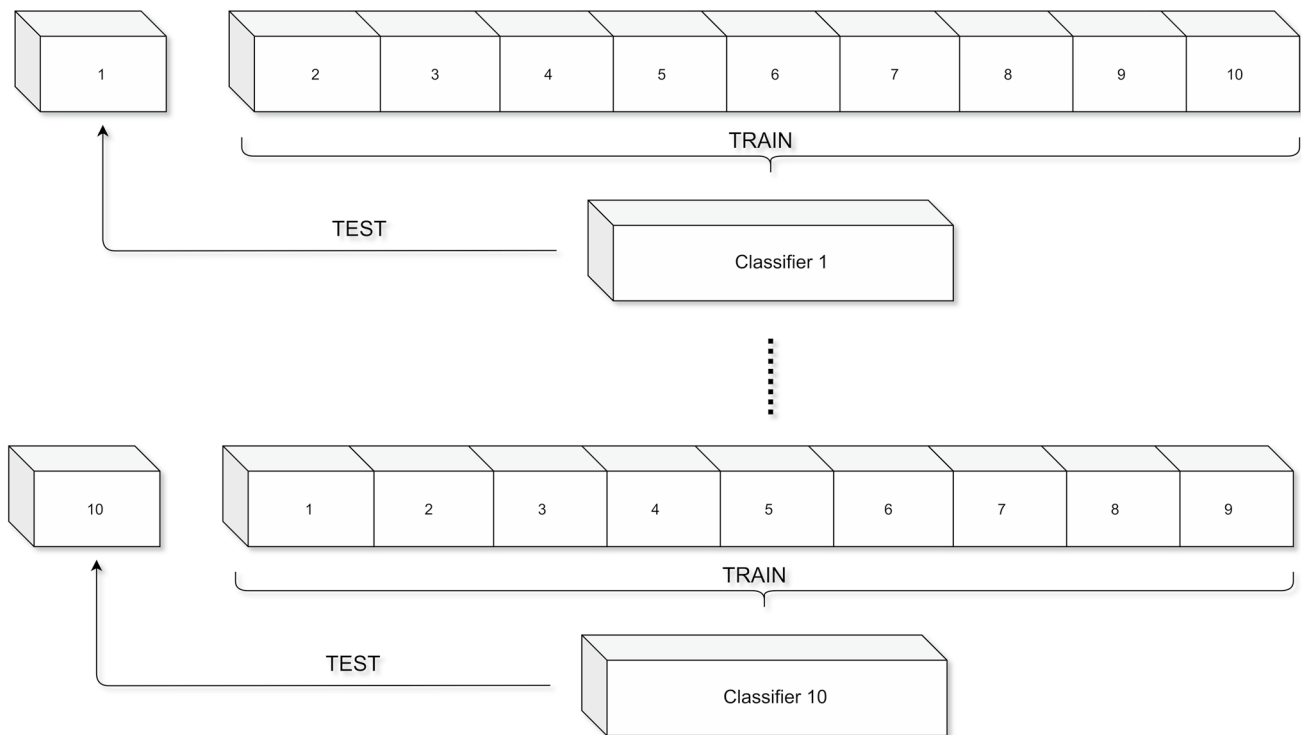 1 2 3 4 5 6 7 8 9 10
TRAIN
TEST
Classifier 1
10 1 2 3 4 5 6 7 8 9
TRAIN
TEST
Classifier 10